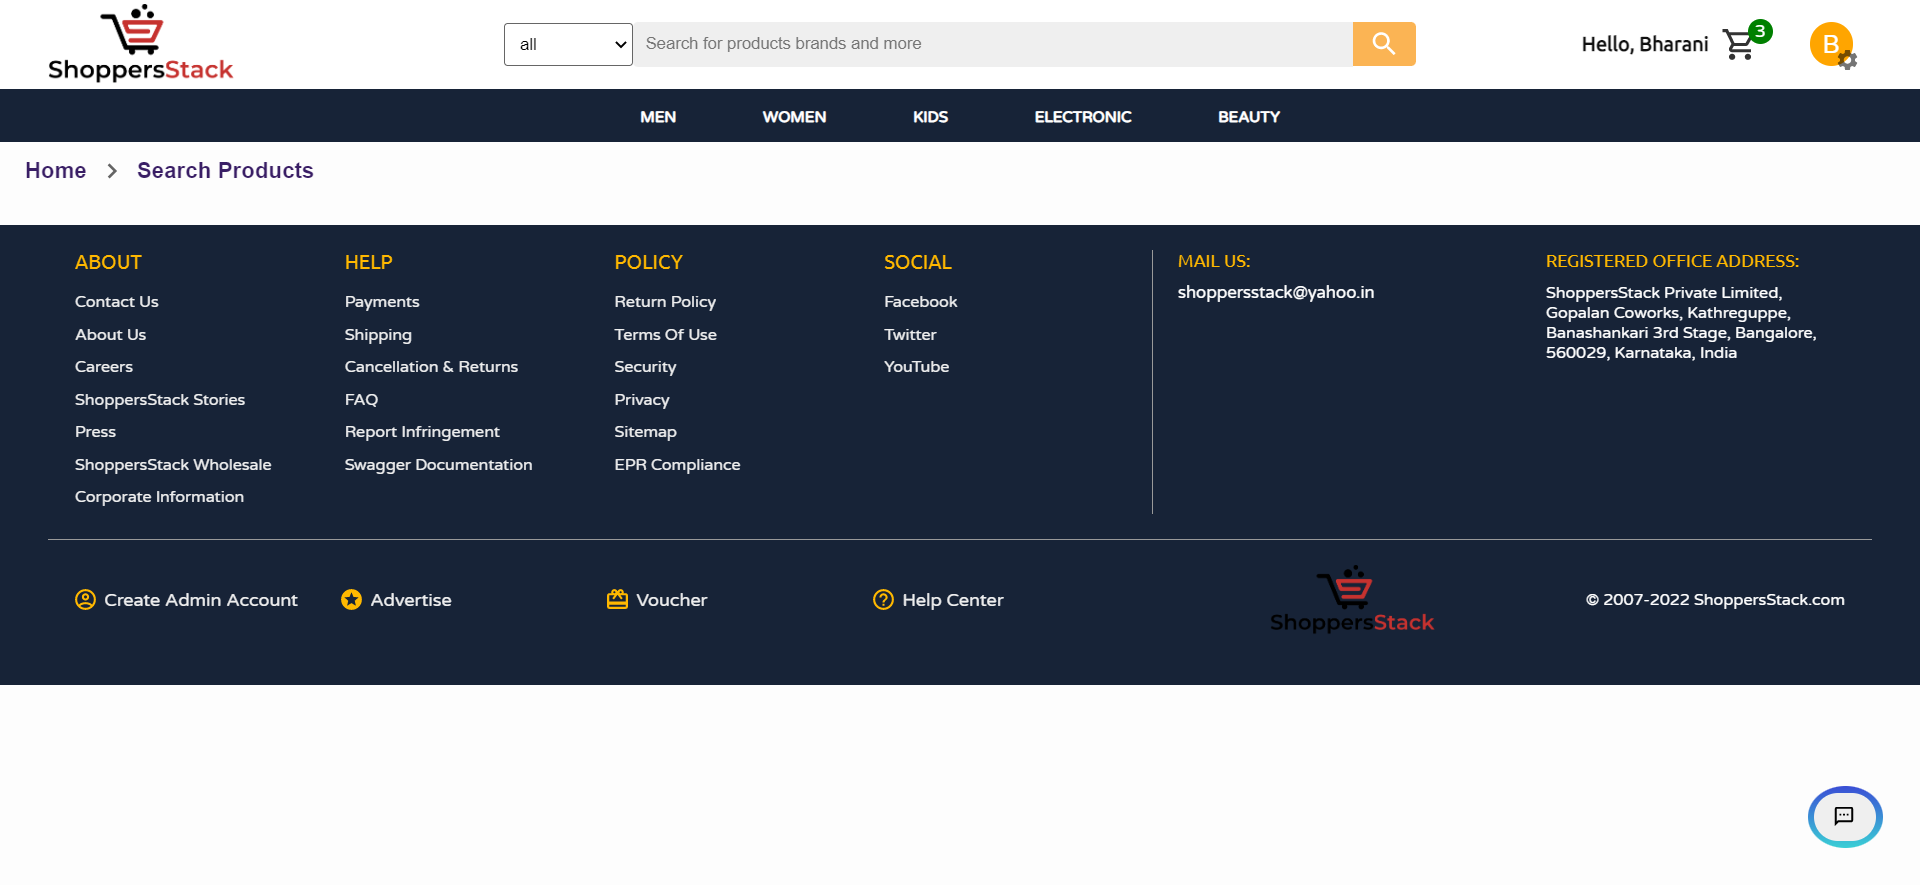 ShoppersStack
all
Search for products brands and more
Hello, Bharani
3
B
MEN WOMEN KIDS ELECTRONIC BEAUTY
Home > Search Products
ABOUT
Contact Us
About Us
Careers
ShoppersStack Stories
Press
ShoppersStack Wholesale
Corporate Information
HELP
Payments
Shipping
Cancellation & Returns
FAQ
Report Infringement
Swagger Documentation
POLICY
Return Policy
Terms Of Use
Security
Privacy
Sitemap
EPR Compliance
SOCIAL
Facebook
Twitter
YouTube
MAIL US:
shoppersstack@yahoo.in
REGISTERED OFFICE ADDRESS:
ShoppersStack Private Limited,
Gopalan Coworks, Kathreguppe,
Banashankari 3rd Stage, Bangalore,
560029, Karnataka, India
Create Admin Account
Advertise
Voucher
Help Center
ShoppersStack
© 2007-2022 ShoppersStack.com